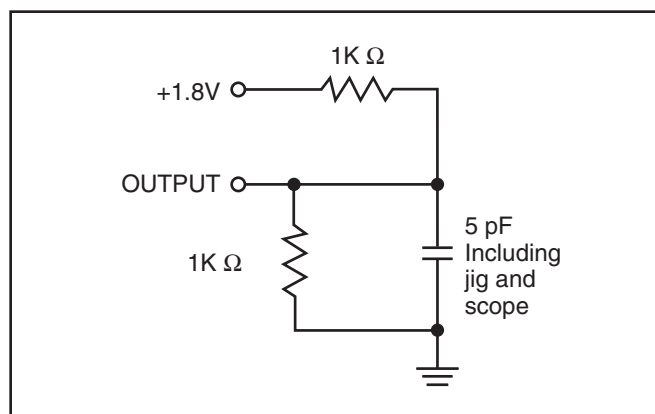 1K Ω
+1.8V
OUTPUT
1K Ω
5 pF
Including
jig and
scope